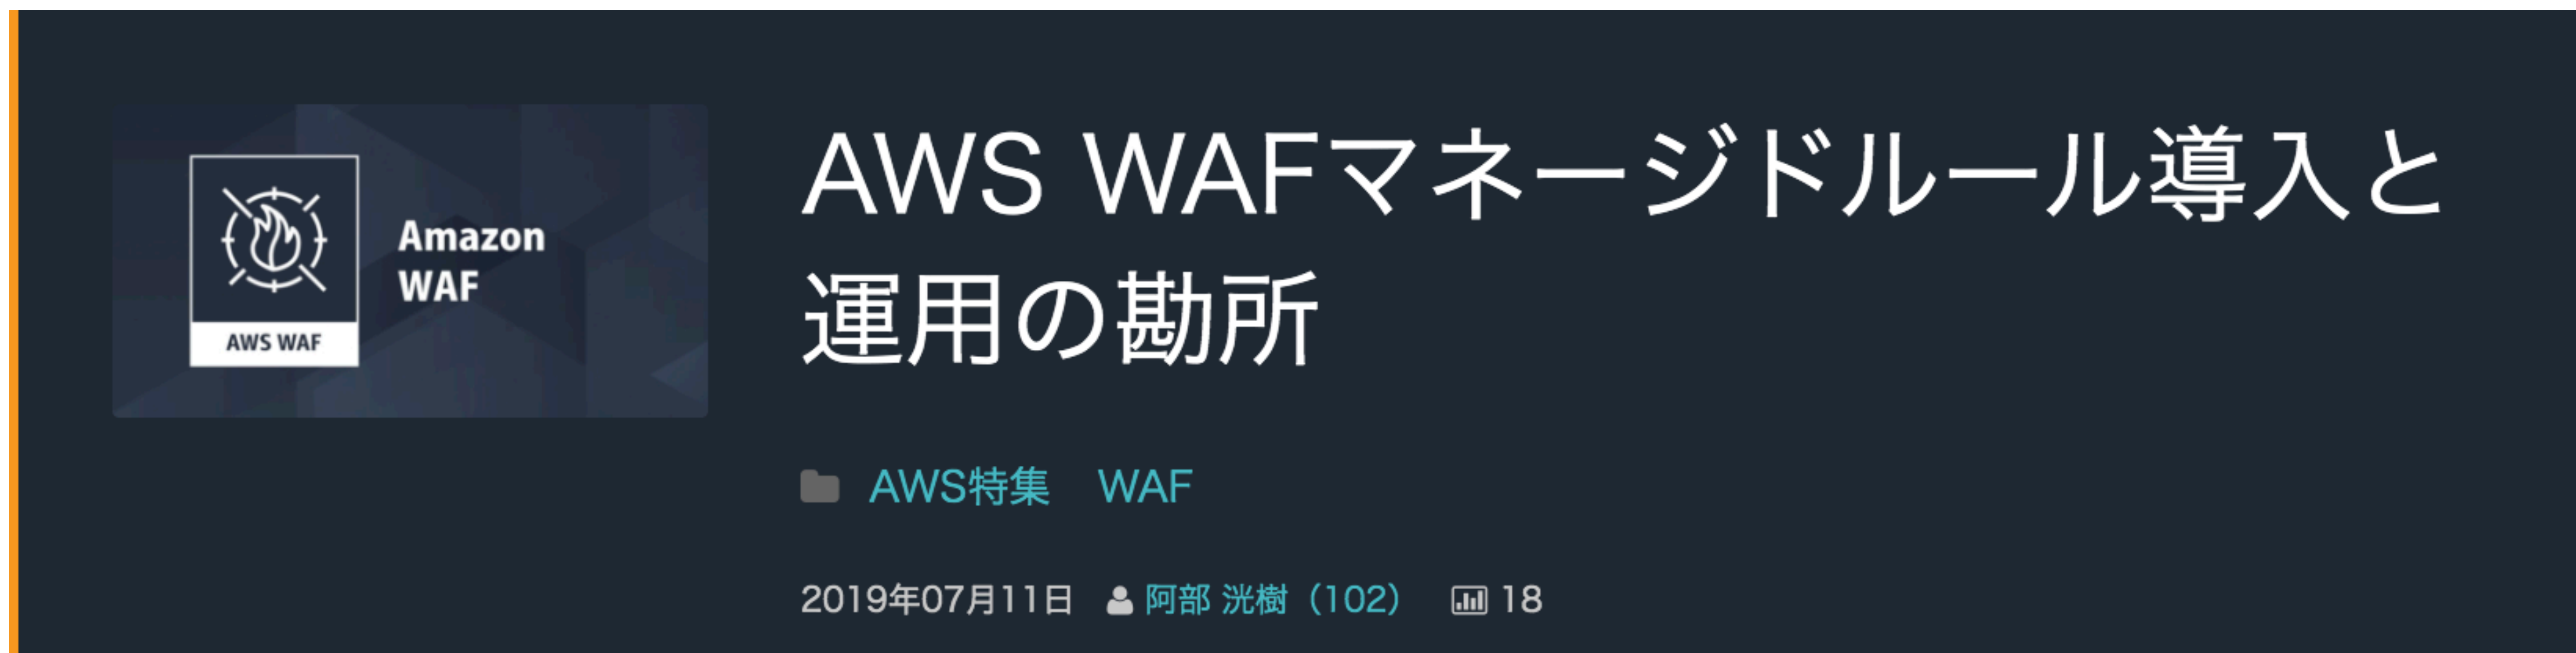 Amazon
WAF
AWS WAF
AWS WAFマネージドルール導入と
運用の勘所
AWS特集 WAF
2019年07月11日 阿部 洸樹（102） 18